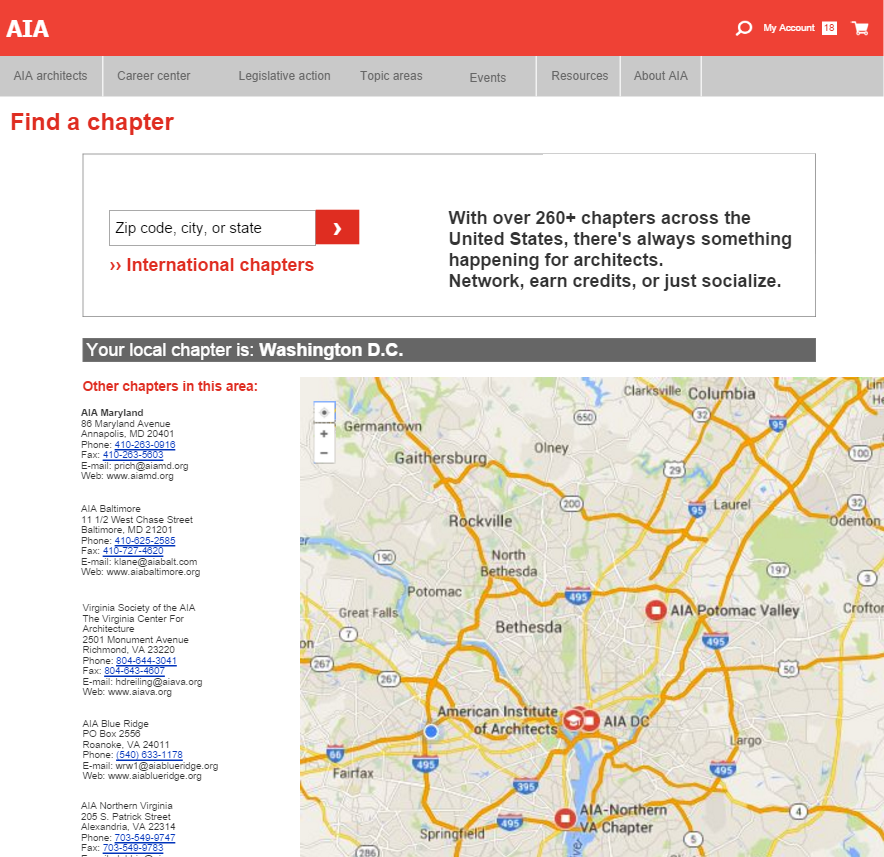 AIA
My Account 18
AIA architects
Career center
Legislative action
Topic areas
Events
Resources
About AIA
Find a chapter
Zip code, city, or state
›› International chapters
With over 260+ chapters across the
United States, there's always something
happening for architects.
Network, earn credits, or just socialize.
Your local chapter is: Washington D.C.
Other chapters in this area:
AIA Maryland
86 Maryland Avenue
Annapolis, MD 20401
Phone: 410-263-0916
Fax: 410-263-5603
E-mail: prich@aiamd.org
Web: www.aiamd.org
AIA Baltimore
11 1/2 West Chase Street
Baltimore, MD 21201
Phone: 410-625-2585
Fax: 410-727-4620
E-mail: klane@aiabalt.com
Web: www.aiabaltimore.org
Virginia Society of the AIA
The Virginia Center For
Architecture
2501 Monument Avenue
Richmond, VA 23220
Phone: 804-644-3041
Fax: 804-643-4607
E-mail: hdreiling@aiava.org
Web: www.aiava.org
AIA Blue Ridge
PO Box 2556
Roanoke, VA 24011
Phone: (540) 633-1178
E-mail: wrw1@aiablueridge.org
Web: www.aiablueridge.org
AIA Northern Virginia
205 S. Patrick Street
Alexandria, VA 22314
Phone: 703-549-9747
Fax: 703-549-9783
+
−
Clarksville
Columbia
Lin
32
He
650
95
Germantown
Olney
100
Gaithersburg
29
200
32
95
Laurel
Rockville
Odenton
er
190
North
Bethesda
197
3
Potomac
495
Great Falls
AIA Potomac Valley
Crofto
7
Bethesda
495
on
267
50
267
American Institute
of Architects
AIA DC
66
Largo
495
495
Fairfax
395
AIA-Northern
VA Chapter
4
495
Springfield
5
286